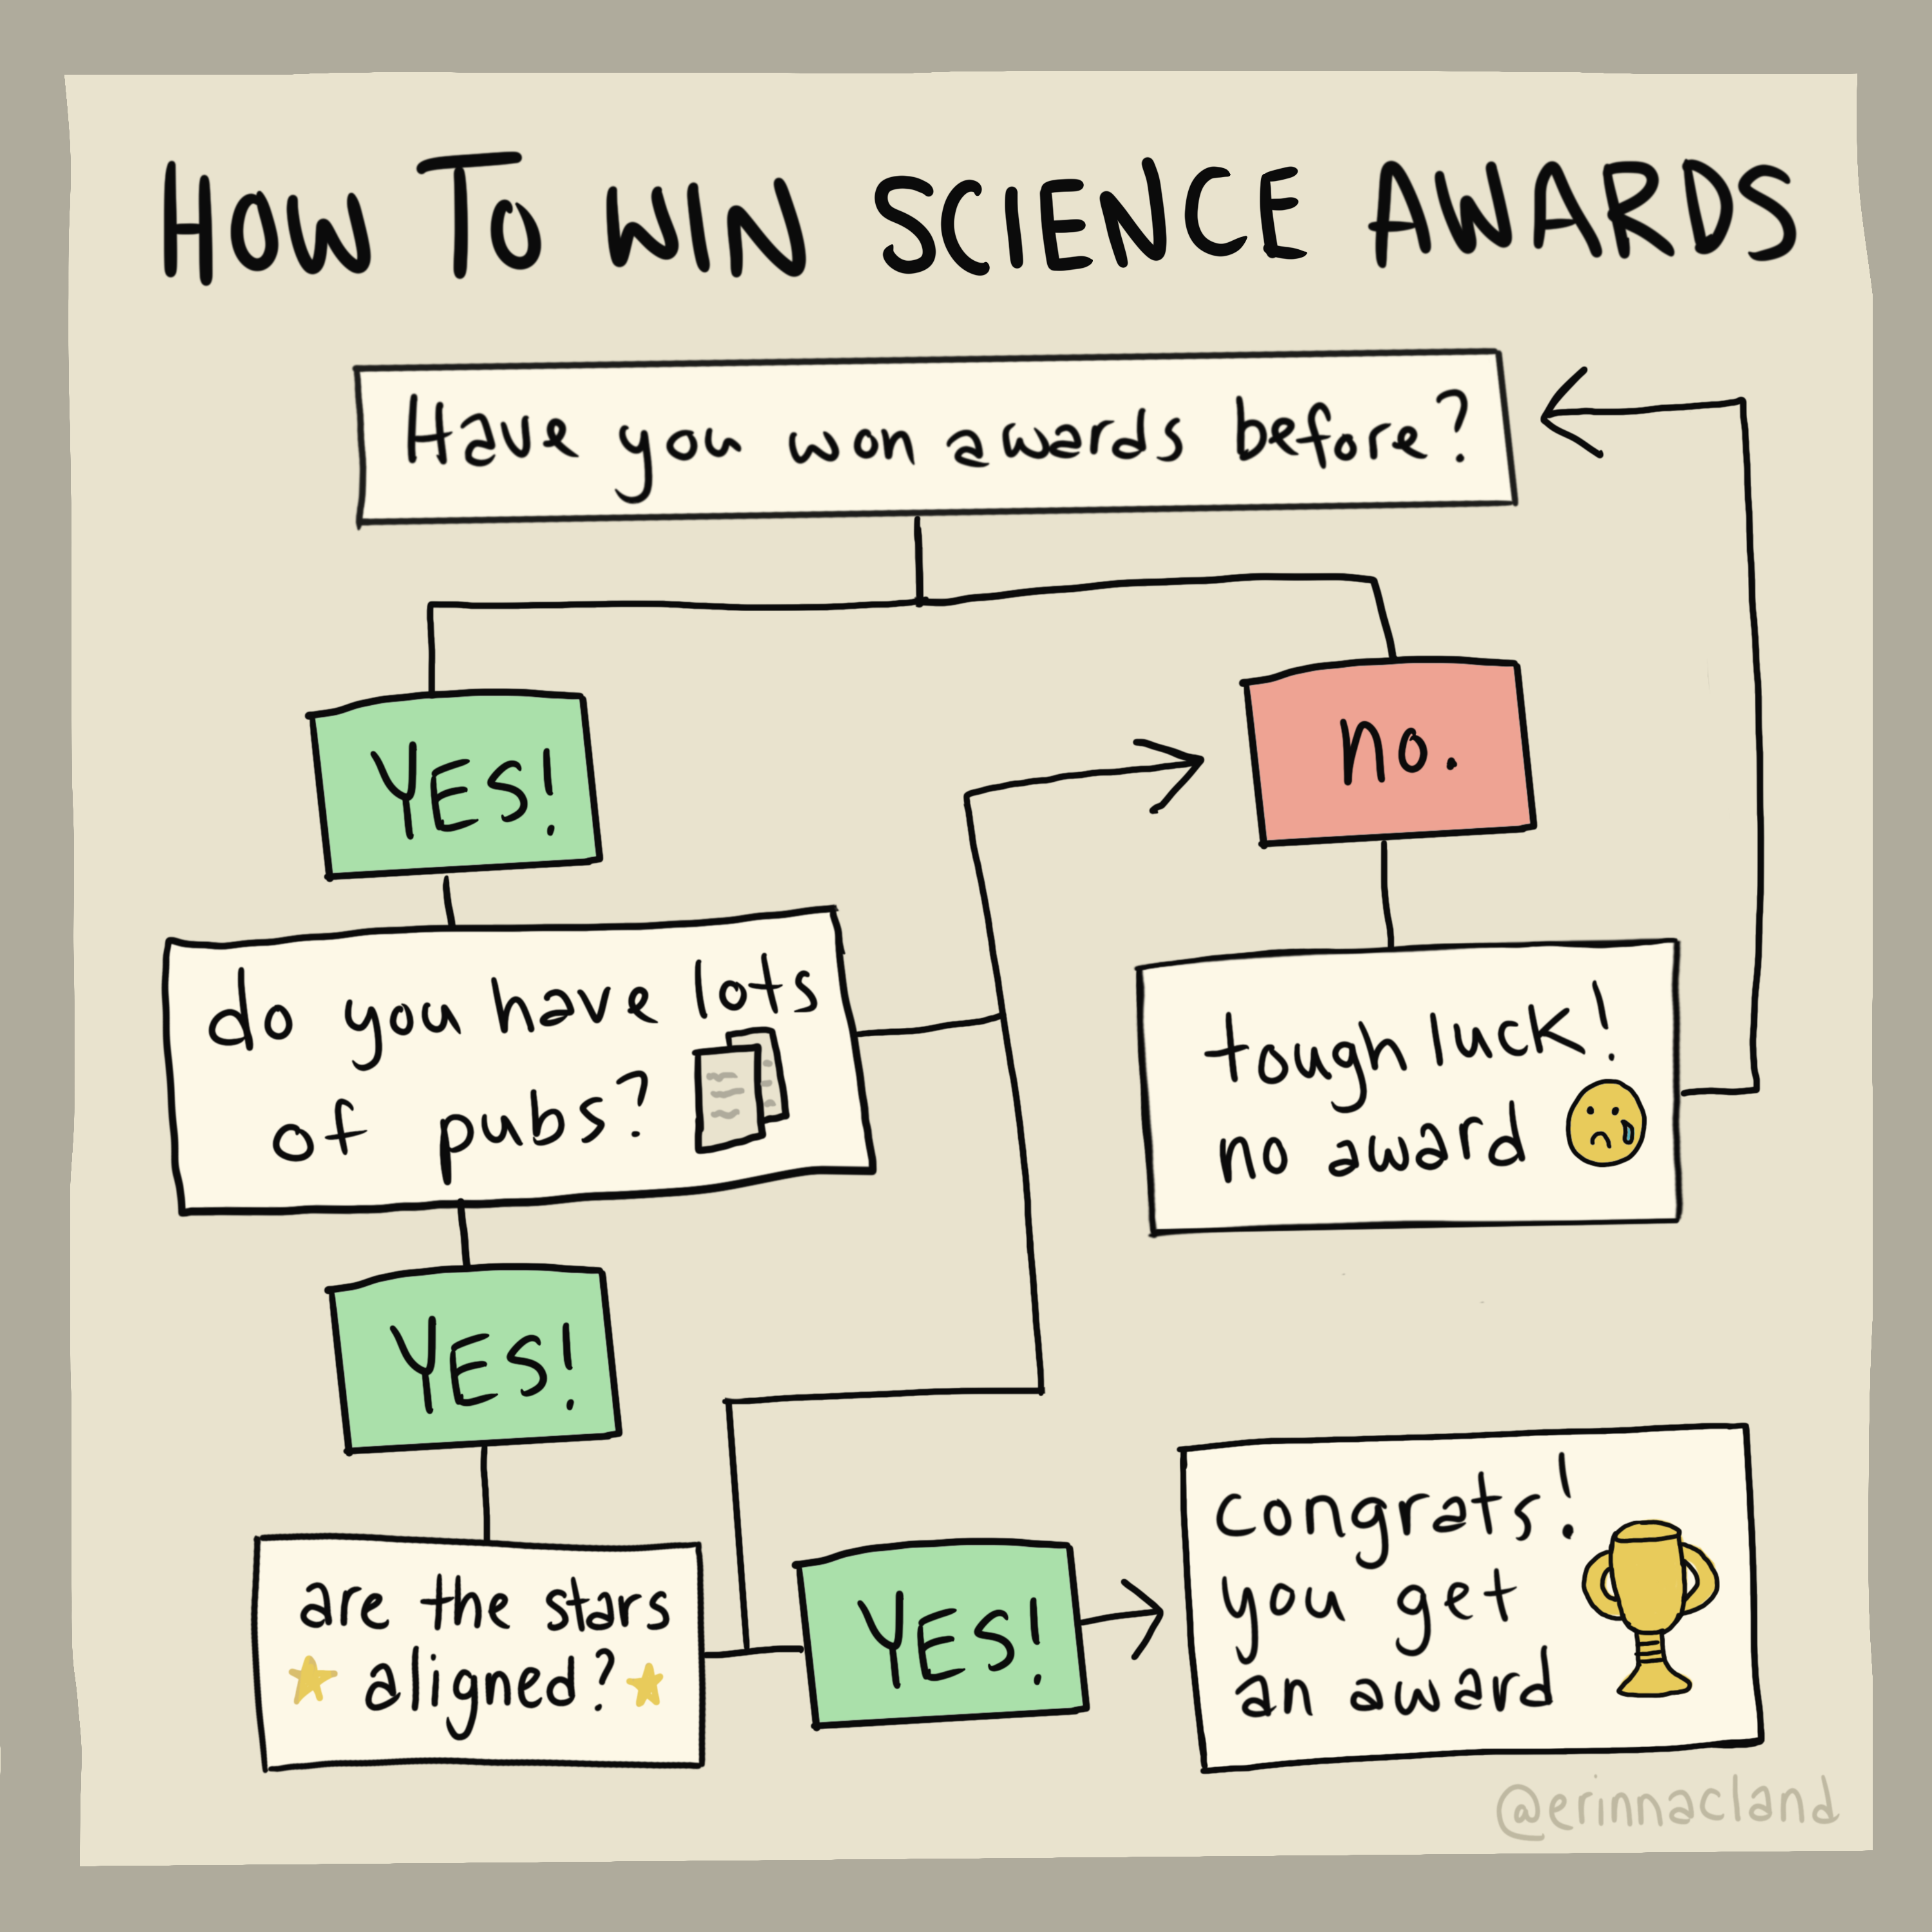 HOW TO WIN SCIENCE AWARDS
Have you won awards before?
YES!
no.
do you have lots
of pubs?
tough luck!
no award
YES!
are the stars
aligned?
YES!
congrats!
you get
an award
@erinnacland